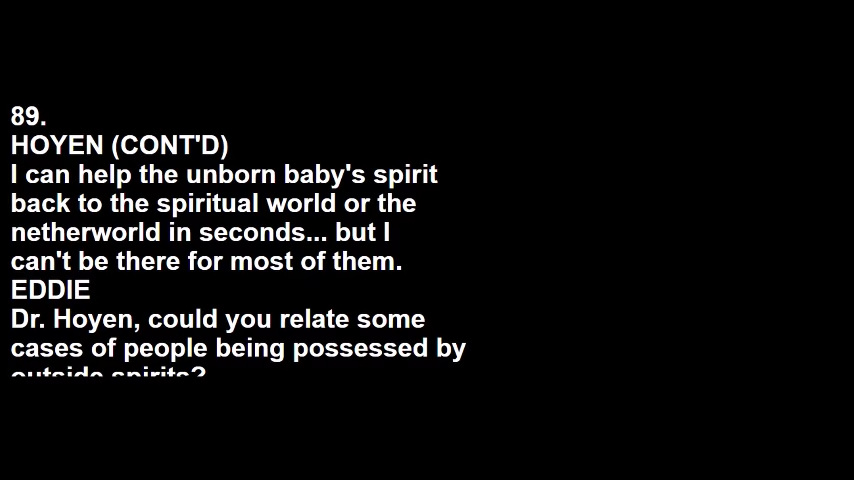 89.
HOYEN (CONT'D)
I can help the unborn baby's spirit
back to the spiritual world or the
netherworld in seconds... but I
can't be there for most of them.
EDDIE
Dr. Hoyen, could you relate some
cases of people being possessed by
outside spirits?